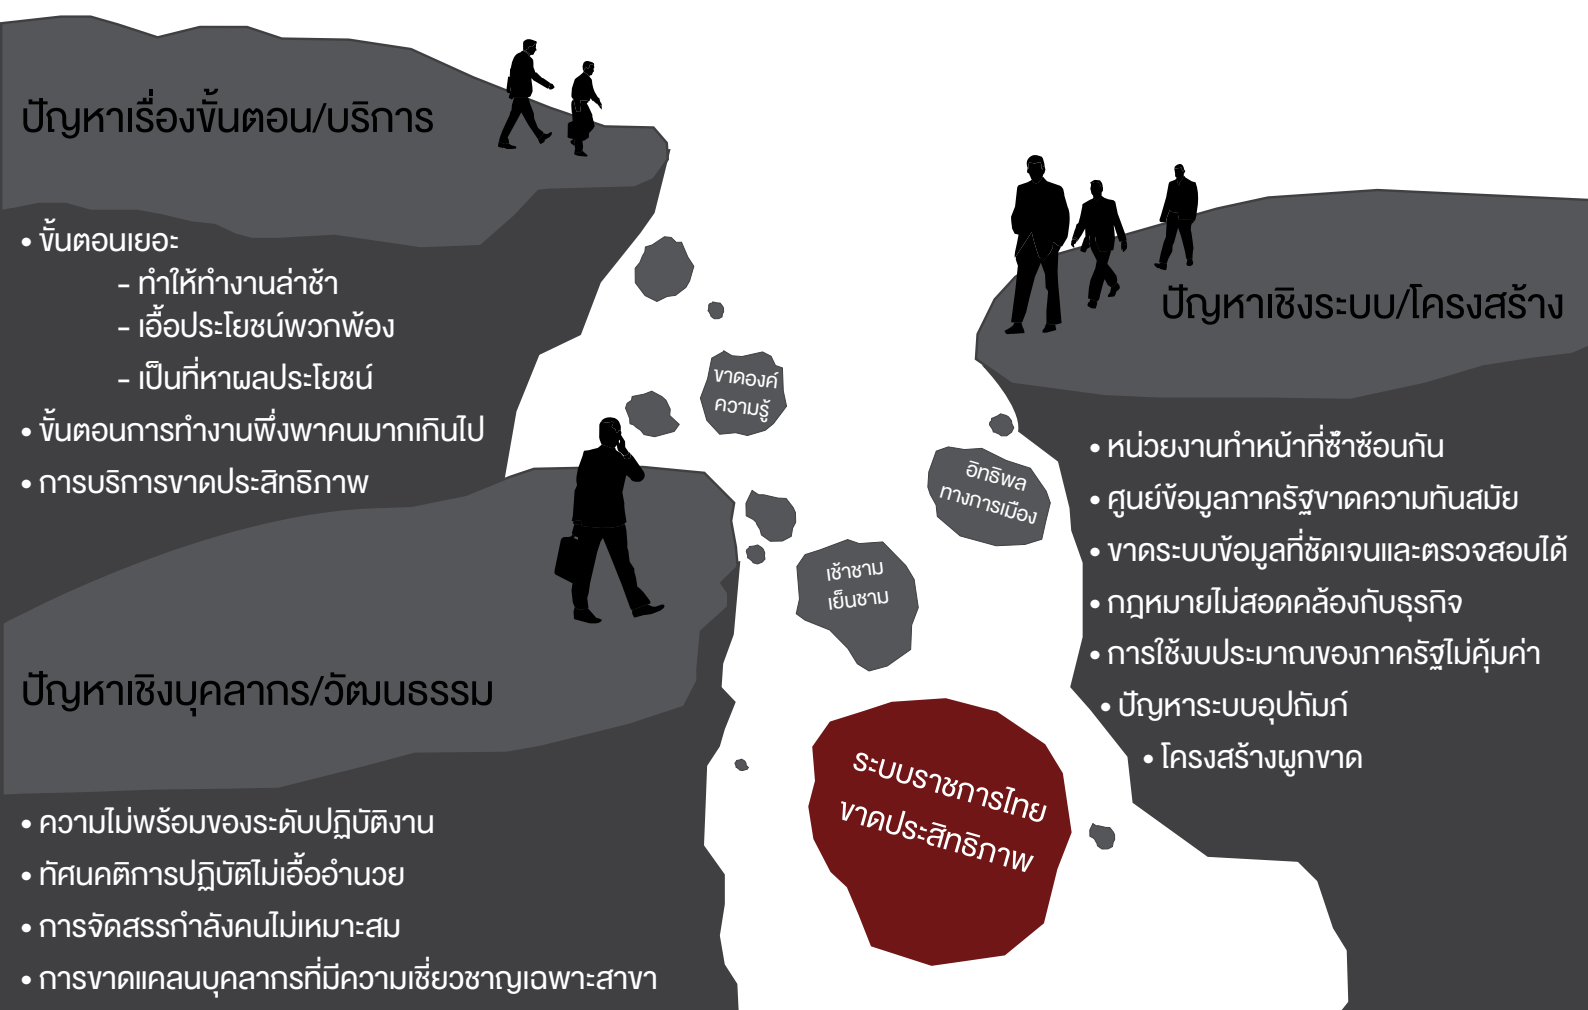 ปัญหาเรื่องขั้นตอน/บริการ
• ขั้นตอนเยอะ
- ทำให้ทำงานล่าช้า
- เอื้อประโยชน์พวกพ้อง
- เป็นที่หาผลประโยชน์
• ขั้นตอนการทำงานพึ่งพาคนมากเกินไป
• การบริการขาดประสิทธิภาพ
ปัญหาเชิงบุคลากร/วัฒนธรรม
• ความไม่พร้อมของระดับปฏิบัติงาน
• ทัศนคติการปฏิบัติไม่เอื้ออำนวย
• การจัดสรรกำลังคนไม่เหมาะสม
• การขาดแคลนบุคลากรที่มีความเชี่ยวชาญเฉพาะสาขา
ขาดองค์
ความรู้
อิทธิพล
ทางการเมือง
เช้าชาม
เย็นชาม
ระบบราชการไทย
ขาดประสิทธิภาพ
ปัญหาเชิงระบบ/โครงสร้าง
• หน่วยงานทำหน้าที่ซ้ำซ้อนกัน
• ศูนย์ข้อมูลภาครัฐขาดความทันสมัย
• ขาดระบบข้อมูลที่ชัดเจนและตรวจสอบได้
• กฎหมายไม่สอดคล้องกับธุรกิจ
• การใช้งบประมาณของภาครัฐไม่คุ้มค่า
• ปัญหาระบบอุปถัมภ์
• โครงสร้างผูกขาด